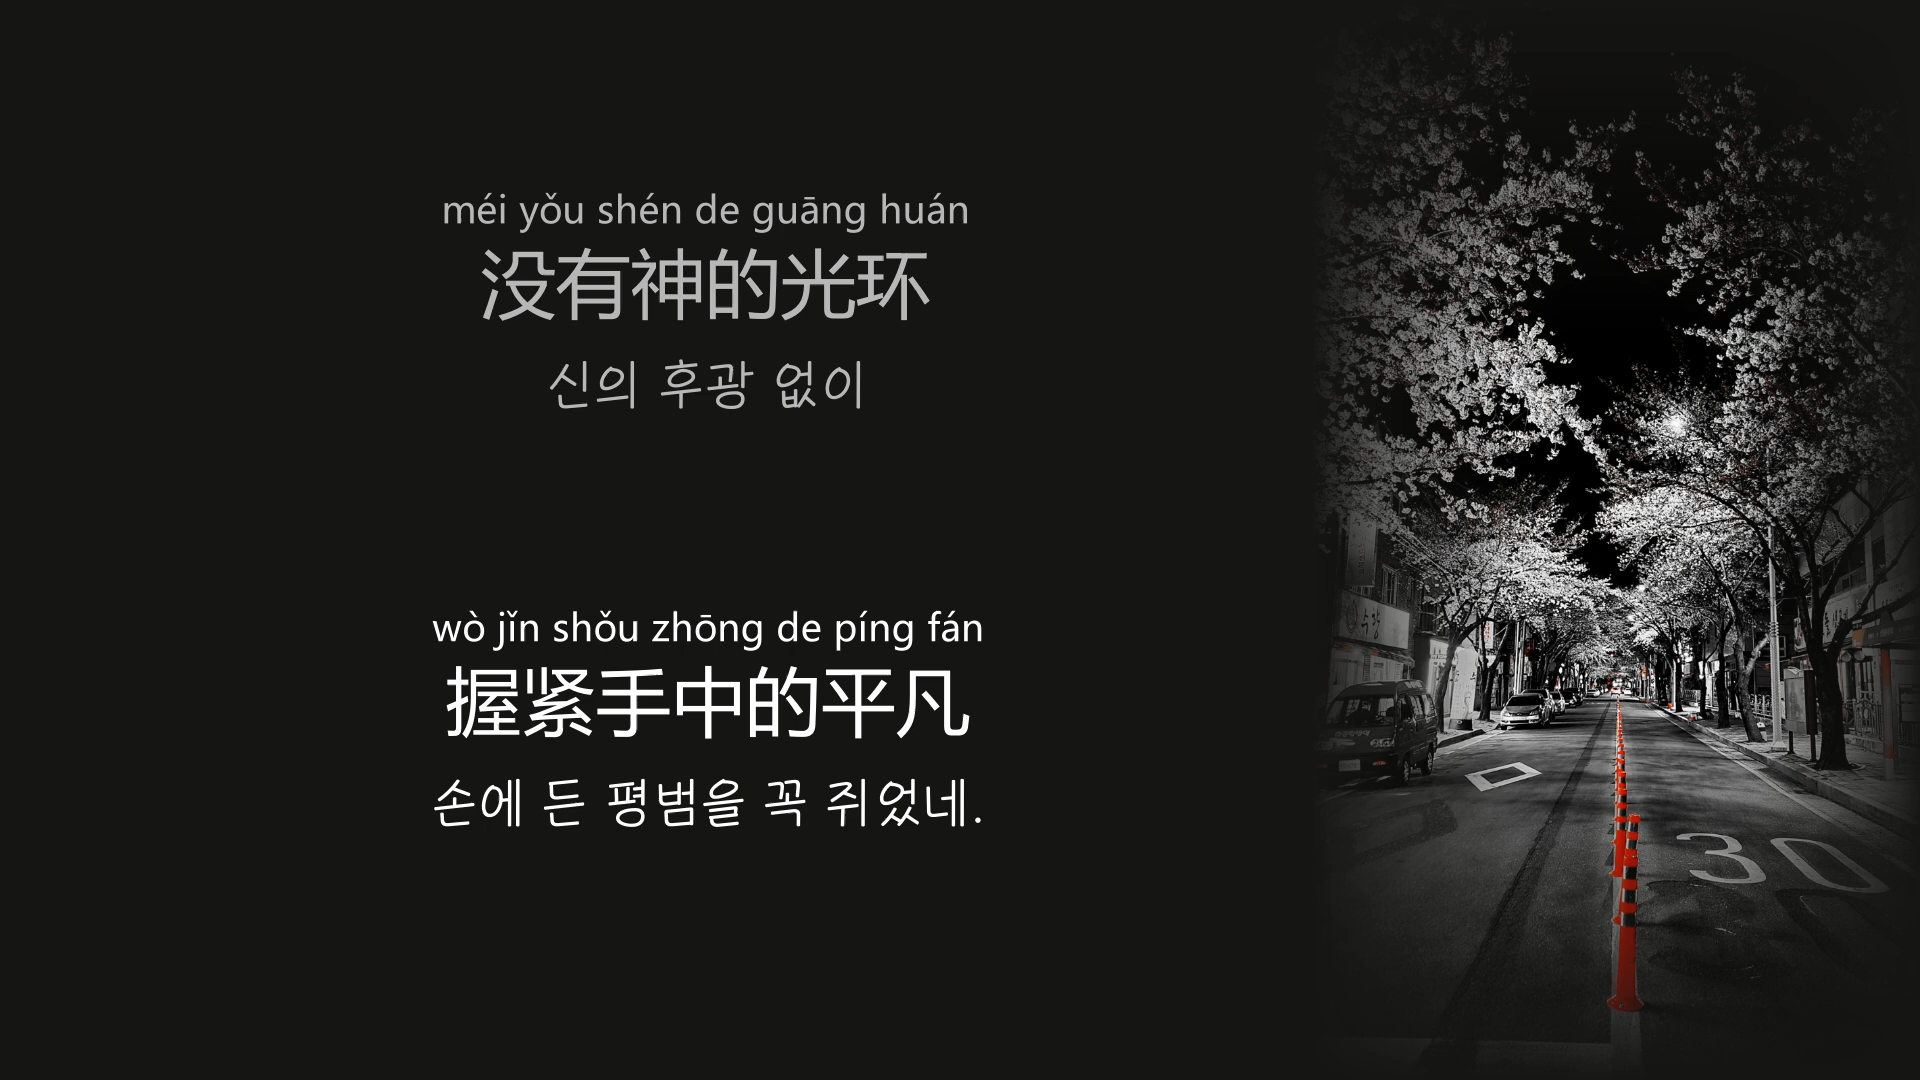 méi yǒu shén de guāng huán
没有神的光环
신의 후광 없이
wò jǐn shǒu zhōng de píng fán
握紧手中的平凡
손에 든 평범을 꼭 쥐었네.
30